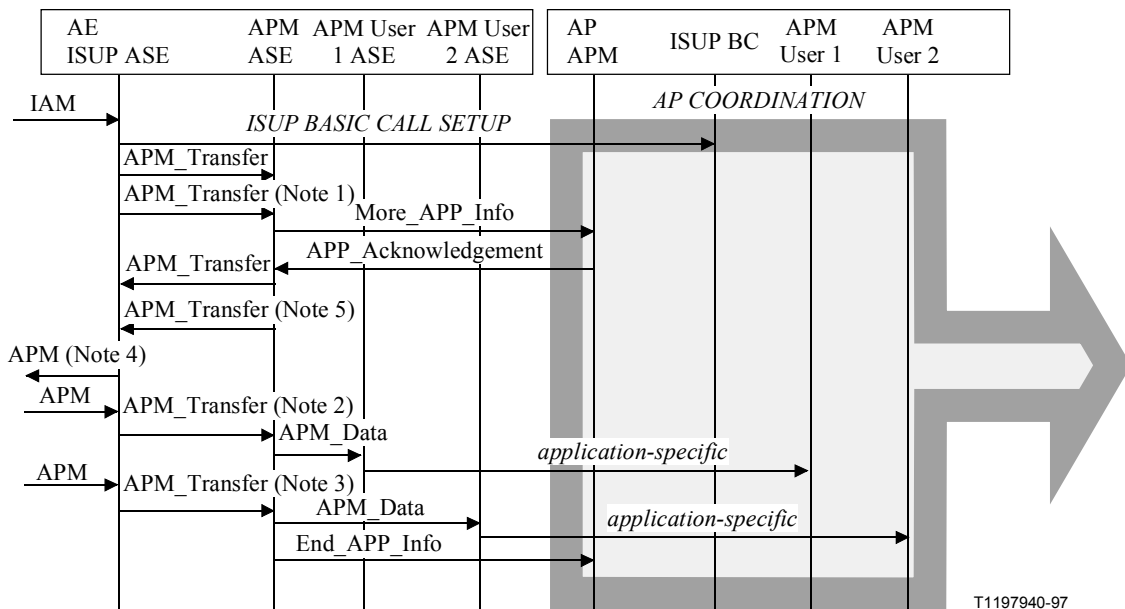 AE
ISUP ASE
APM
ASE
APM User
1 ASE
APM User
2 ASE
AP
APM
ISUP BC
APM
User 1
APM
User 2
IAM
AP COORDINATION
ISUP BASIC CALL SETUP
APM_Transfer
APM_Transfer (Note 1)
More_APP_Info
APP_Acknowledgement
APM_Transfer
APM_Transfer (Note 5)
APM (Note 4)
APM
APM_Transfer (Note 2)
APM_Data
application-specific
APM
APM_Transfer (Note 3)
APM_Data
application-specific
End_APP_Info
T1197940-97